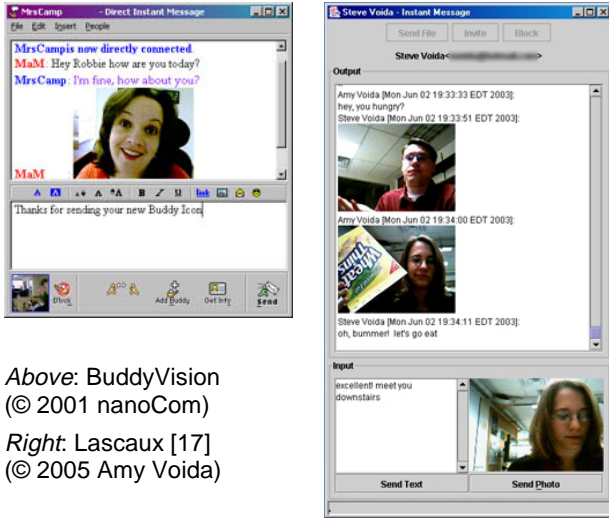 MrsCamp - Direct Instant Message
File Edit Insert People
MrsCamp is now directly connected.
MaM: Hey Robbie how are you today?
MrsCamp: I'm fine, how about you?
MaM
A A A A A B I U link
Thanks for sending your new Buddy Icon
Block Add Buddy Get Info Send
Above: BuddyVision
(© 2001 nanoCom)
Right: Lascaux [17]
(© 2005 Amy Voida)
Steve Voida - Instant Message
Send File Invite Block
Steve Voida<
>
Output
Amy Voida [Mon Jun 02 19:33:33 EDT 2003]:
hey, you hungry?
Steve Voida [Mon Jun 02 19:33:51 EDT 2003]:
Amy Voida [Mon Jun 02 19:34:00 EDT 2003]:
Wheat
Thins
Steve Voida [Mon Jun 02 19:34:11 EDT 2003]:
oh, bummer! let's go eat
Input
excellent! meet you
downstairs
Send Text Send Photo